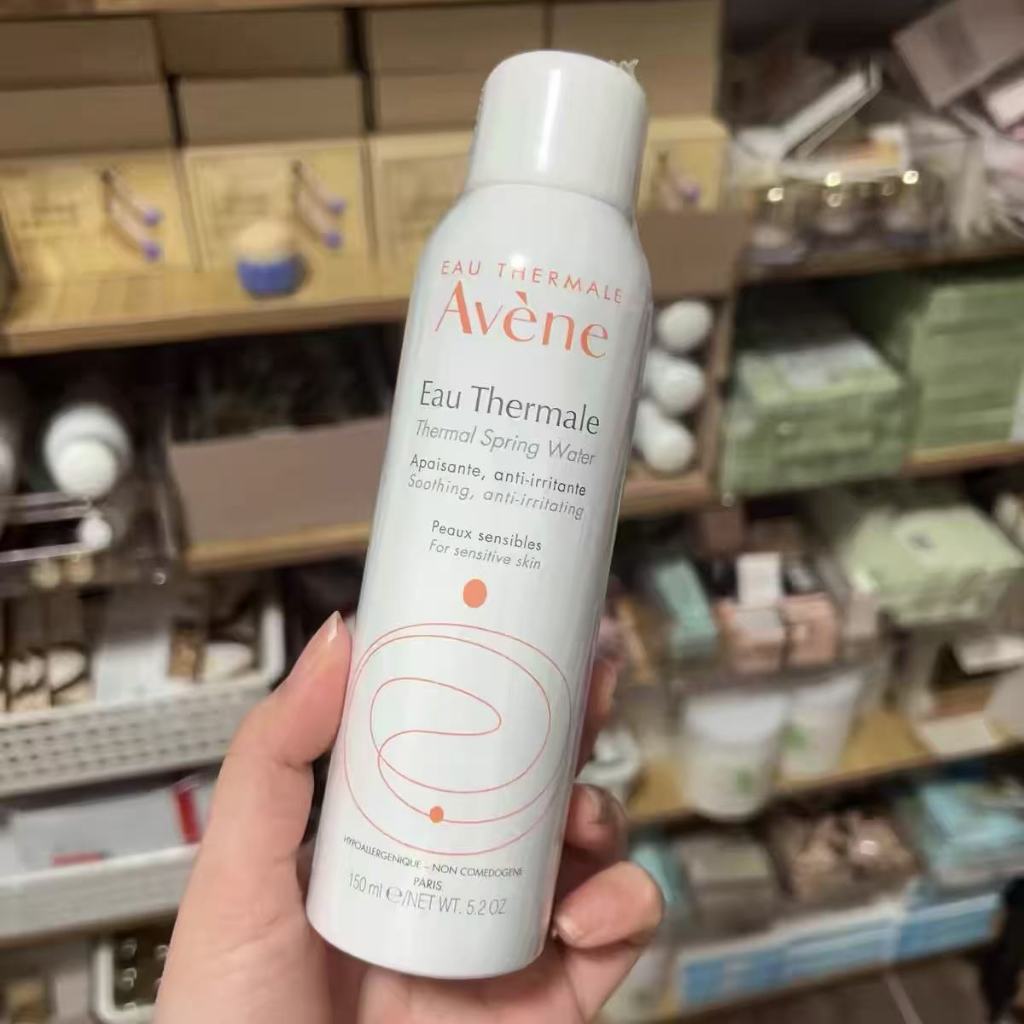 EAU THERMALE
Avène
Eau Thermale
Thermal Spring Water
Apaisante, anti-irritante
Soothing, anti-irritating
Peaux sensibles
For sensitive skin
HYPOALLERGENIQUE - NON COMEDOGENE
PARIS
150 ml ℮/NET WT. 5.2 OZ